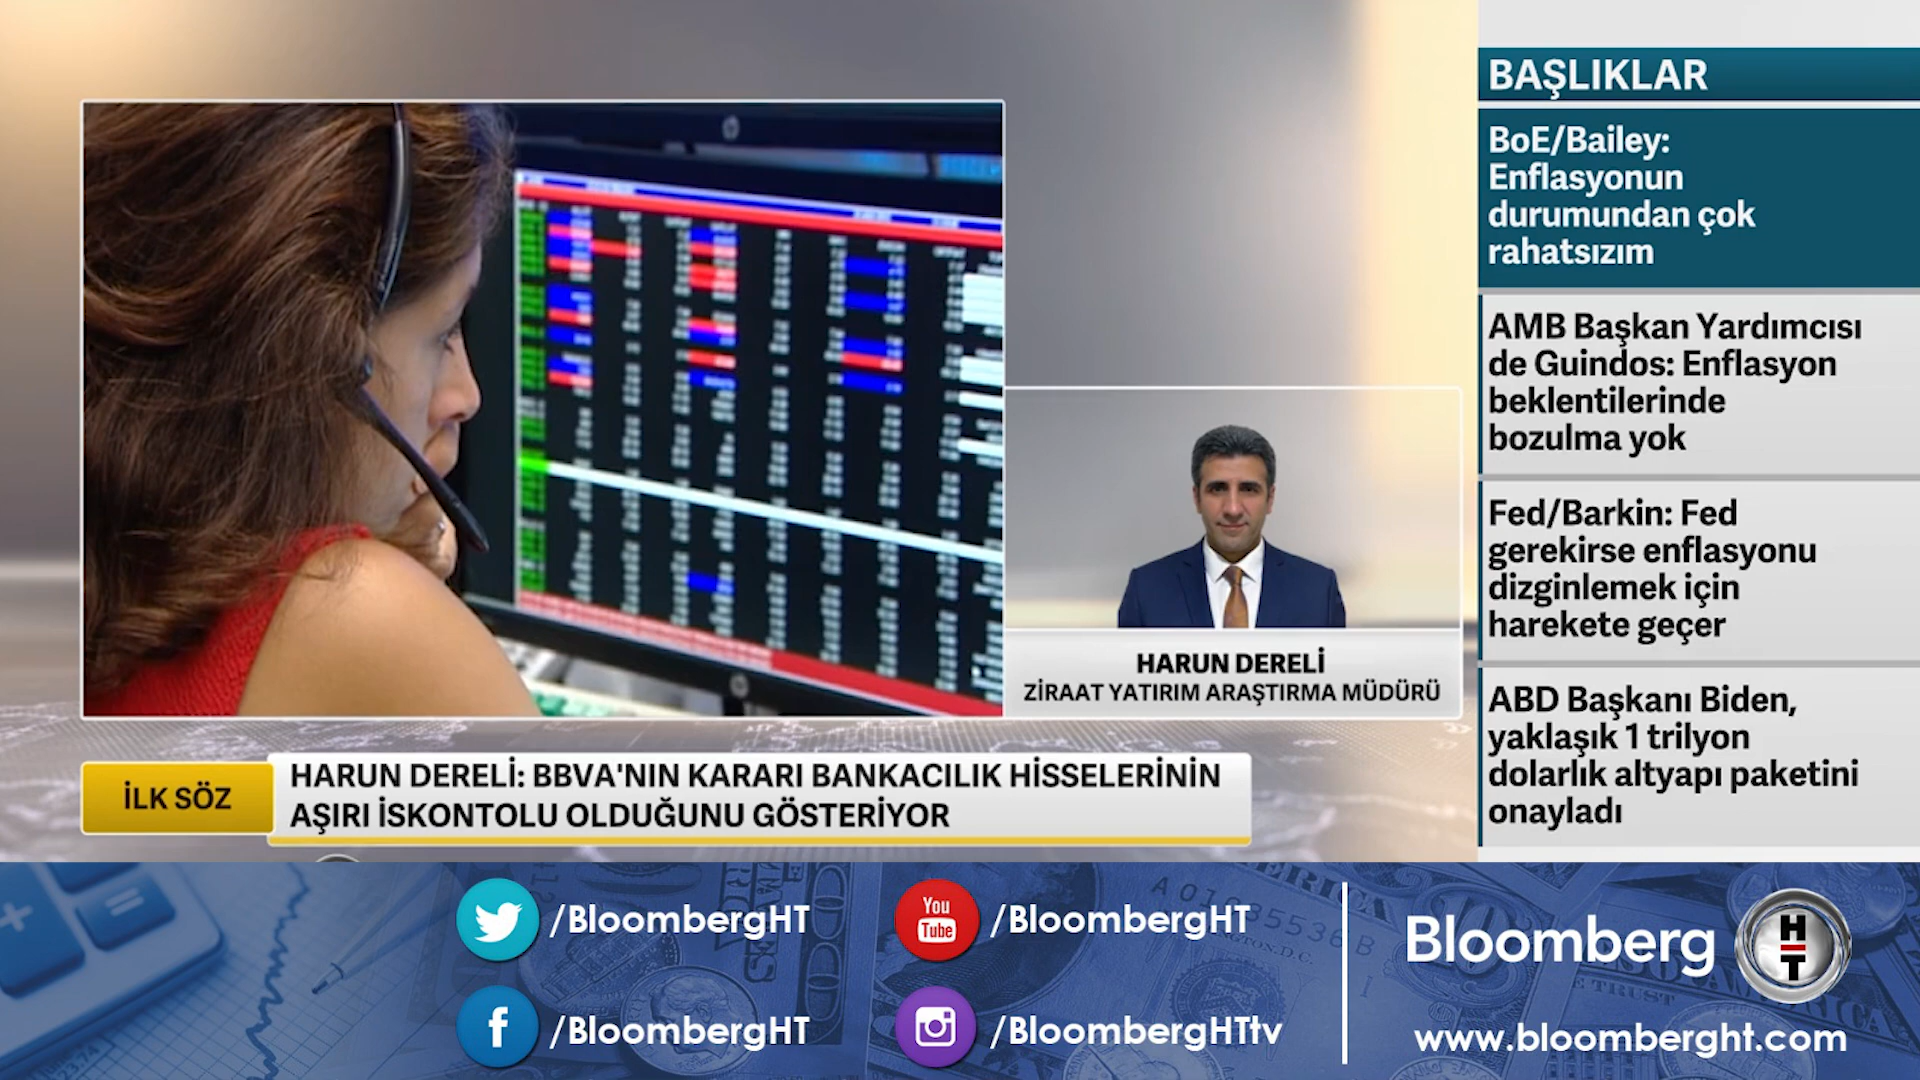 BAŞLIKLAR
BoE/Bailey:
Enflasyonun
durumundan çok
rahatsızım
AMB Başkan Yardımcısı
de Guindos: Enflasyon
beklentilerinde
bozulma yok
Fed/Barkin: Fed
gerekirse enflasyonu
dizginlemek için
harekete geçer
ABD Başkanı Biden,
yaklaşık 1 trilyon
dolarlık altyapı paketini
onayladı
HARUN DERELİ
ZİRAAT YATIRIM ARAŞTIRMA MÜDÜRÜ
İLK SÖZ
HARUN DERELİ: BBVA'NIN KARARI BANKACILIK HİSSELERİNİN
AŞIRI İSKONTOLU OLDUĞUNU GÖSTERİYOR
/BloombergHT
You
Tube
/BloombergHT
/BloombergHT
/BloombergHTtv
Bloomberg
H
T
www.bloomberght.com